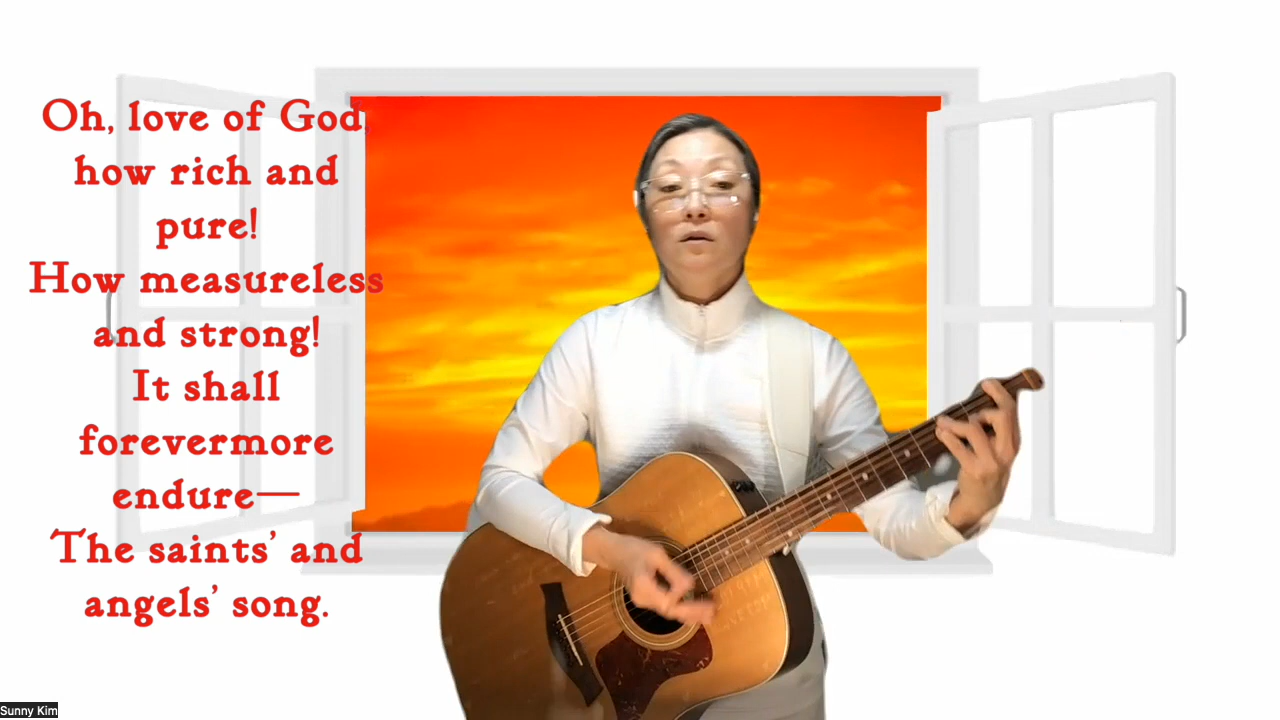 Oh, love of God,
how rich and
pure!
How measureless
and strong!
It shall
forevermore
endure—
The saints’ and
angels’ song.
Sunny Kim